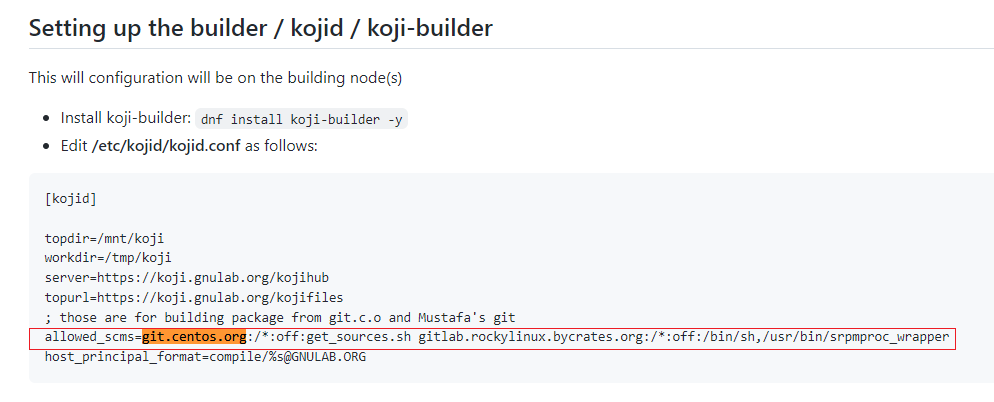 Setting up the builder / kojid / koji-builder
This will configuration will be on the building node(s)
• Install koji-builder: dnf install koji-builder -y
• Edit /etc/kojid/kojid.conf as follows:
[kojid]
topdir=/mnt/koji
workdir=/tmp/koji
server=https://koji.gnulab.org/kojihub
topurl=https://koji.gnulab.org/kojifiles
; those are for building package from git.c.o and Mustafa's git
allowed_scms=git.centos.org:/*:off:get_sources.sh gitlab.rockylinux.bycrates.org:/*:off:/bin/sh,/usr/bin/srpmproc_wrapper
host_principal_format=compile/%s@GNULAB.ORG